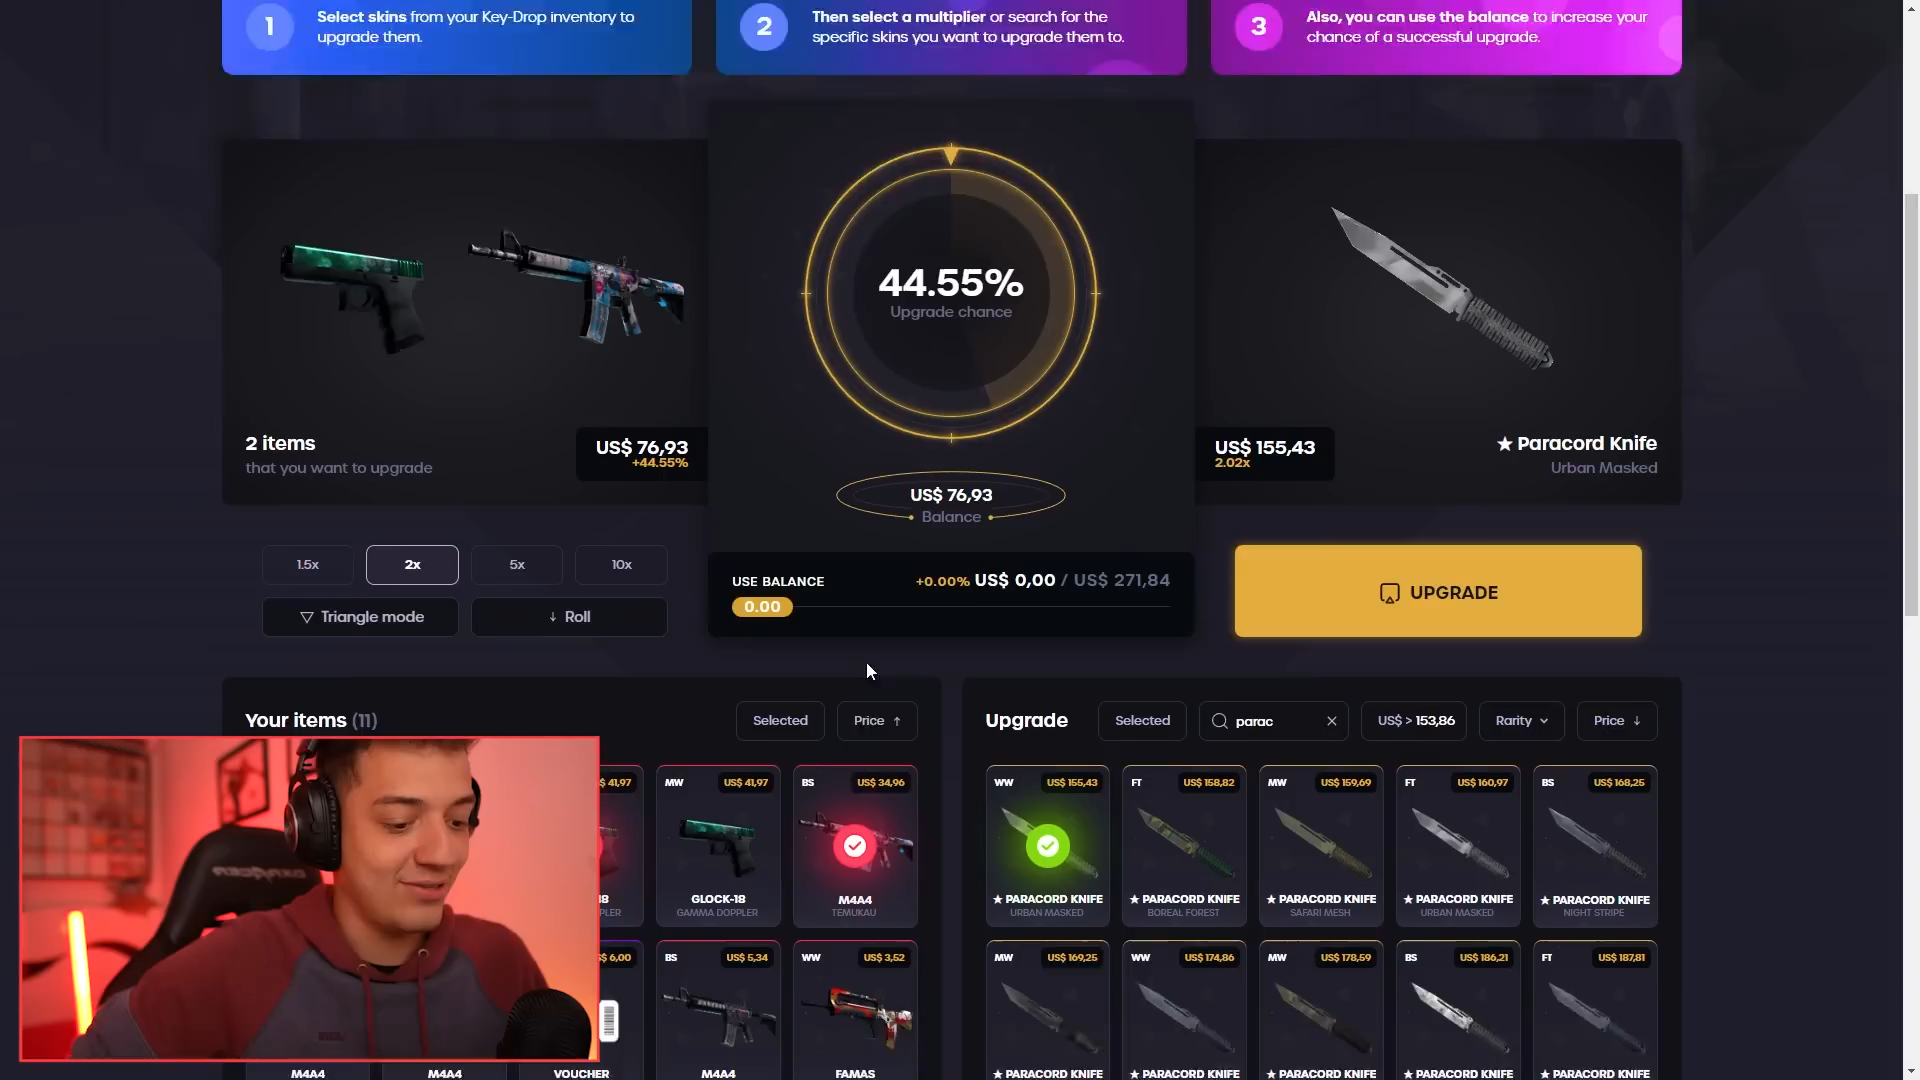 1
Select skins from your Key-Drop inventory to
upgrade them.
2
Then select a multiplier or search for the
specific skins you want to upgrade them to.
3
Also, you can use the balance to increase your
chance of a successful upgrade.
44.55%
Upgrade chance
2 items
that you want to upgrade
US$ 76,93
+44.55%
US$ 76,93
Balance
US$ 155,43
2.02x
★ Paracord Knife
Urban Masked
1.5x
2x
5x
10x
Triangle mode
Roll
USE BALANCE
+0.00% US$ 0,00 / US$ 271,84
0.00
UPGRADE
Your items (11)
Selected
Price ↑
Upgrade
Selected
parac
US$ > 153,86
Rarity
Price ↓
41,97
MW US$ 41,97
GLOCK-18
GAMMA DOPPLER
BS US$ 34,96
M4A4
TEMUKAU
WW US$ 155,43
★ PARACORD KNIFE
URBAN MASKED
FT US$ 158,82
★ PARACORD KNIFE
BOREAL FOREST
MW US$ 159,69
★ PARACORD KNIFE
SAFARI MESH
FT US$ 160,97
★ PARACORD KNIFE
URBAN MASKED
BS US$ 168,25
★ PARACORD KNIFE
NIGHT STRIPE
6,00
BS US$ 5,34
WW US$ 3,52
MW US$ 169,25
WW US$ 174,86
MW US$ 178,59
BS US$ 186,21
FT US$ 187,81
M4A4
M4A4
VOUCHER
M4A4
FAMAS
★ PARACORD KNIFE
★ PARACORD KNIFE
★ PARACORD KNIFE
★ PARACORD KNIFE
★ PARACORD KNIFE